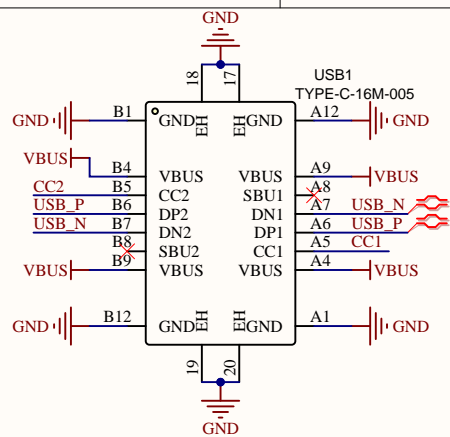 GND
USB1
TYPE-C-16M-005
18 17
GND B1 GND EH EH GND A12 GND
VBUS B4 VBUS VBUS A9 VBUS
CC2 B5 CC2 SBU1 A8
USB_P B6 DP2 DN1 A7 USB_N
USB_N B7 DN2 DP1 A6 USB_P
B8 SBU2 CC1 A5 CC1
VBUS B9 VBUS VBUS A4 VBUS
GND B12 GND EH EH GND A1 GND
19 20
GND